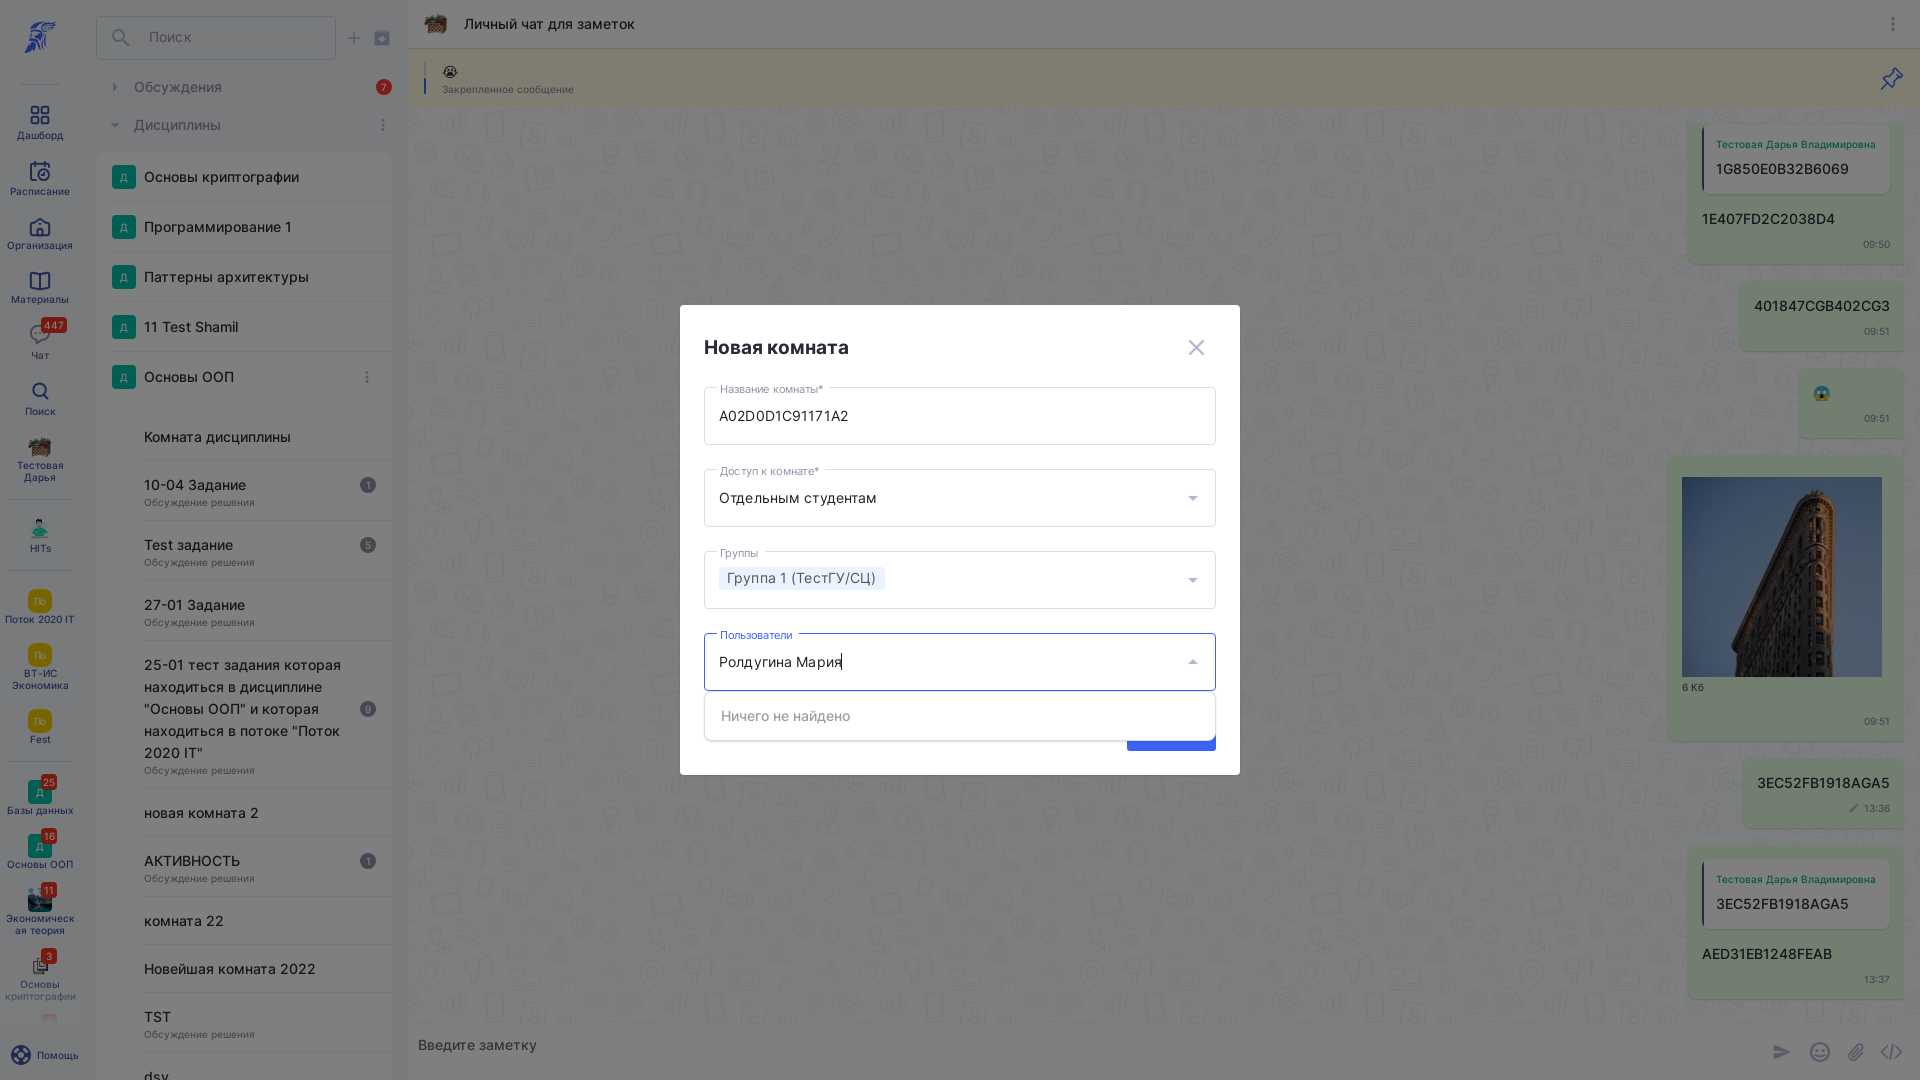 Дашборд
Расписание
Организация
Материалы
447
Чат
Поиск
Тестовая
Дарья
HITs
По
Поток 2020 IT
По
ВТ-ИС
Экономика
По
Fest
25
Д
Базы данных
16
Д
Основы ООП
11
Экономическ
ая теория
3
Основы
криптографии
Помощь
Поиск
Обсуждения
7
Дисциплины
Д
Основы криптографии
Д
Программирование 1
Д
Паттерны архитектуры
Д
11 Test Shamil
Д
Основы ООП
Комната дисциплины
10-04 Задание
1
Обсуждение решения
Test задание
5
Обсуждение решения
27-01 Задание
Обсуждение решения
25-01 тест задания которая
находиться в дисциплине
"Основы ООП" и которая
9
находиться в потоке "Поток
2020 IT"
Обсуждение решения
новая комната 2
АКТИВНОСТЬ
1
Обсуждение решения
комната 22
Новейшая комната 2022
TST
Обсуждение решения
dsv
Личный чат для заметок
Закрепленное сообщение
Тестовая Дарья Владимировна
1G850E0B32B6069
1E407FD2C2038D4
09:50
401847CGB402CG3
09:51
09:51
6 Кб
09:51
3EC52FB1918AGA5
13:36
Тестовая Дарья Владимировна
3EC52FB1918AGA5
AED31EB1248FEAB
13:37
Введите заметку
Новая комната
Название комнаты*
A02D0D1C91171A2
Доступ к комнате*
Отдельным студентам
Группы
Группа 1 (ТестГУ/СЦ)
Пользователи
Ролдугина Мария
Ничего не найдено